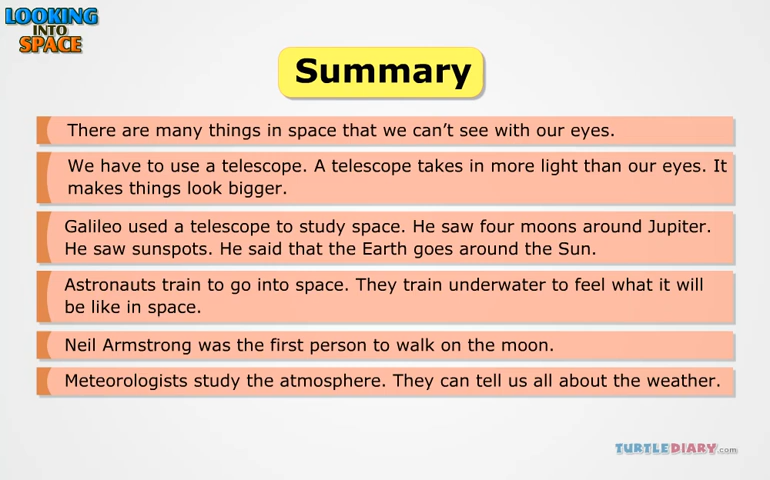 LOOKING
INTO
SPACE
Summary
There are many things in space that we can’t see with our eyes.
We have to use a telescope. A telescope takes in more light than our eyes. It
makes things look bigger.
Galileo used a telescope to study space. He saw four moons around Jupiter.
He saw sunspots. He said that the Earth goes around the Sun.
Astronauts train to go into space. They train underwater to feel what it will
be like in space.
Neil Armstrong was the first person to walk on the moon.
Meteorologists study the atmosphere. They can tell us all about the weather.
TURTLEDIARY.com